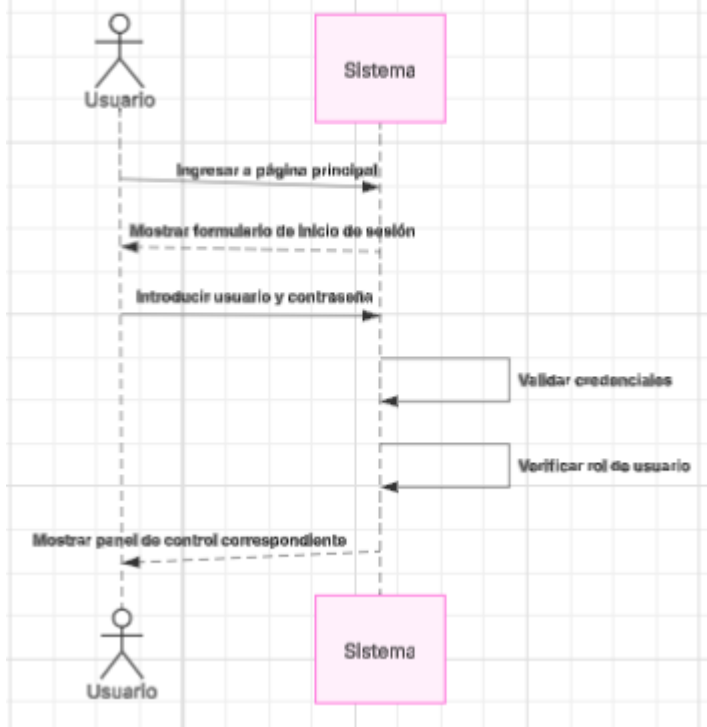 Usuario
Sistema
Ingresar a página principal
Mostrar formulario de inicio de sesión
Introducir usuario y contraseña
Validar credenciales
Verificar rol de usuario
Mostrar panel de control correspondiente
Usuario
Sistema